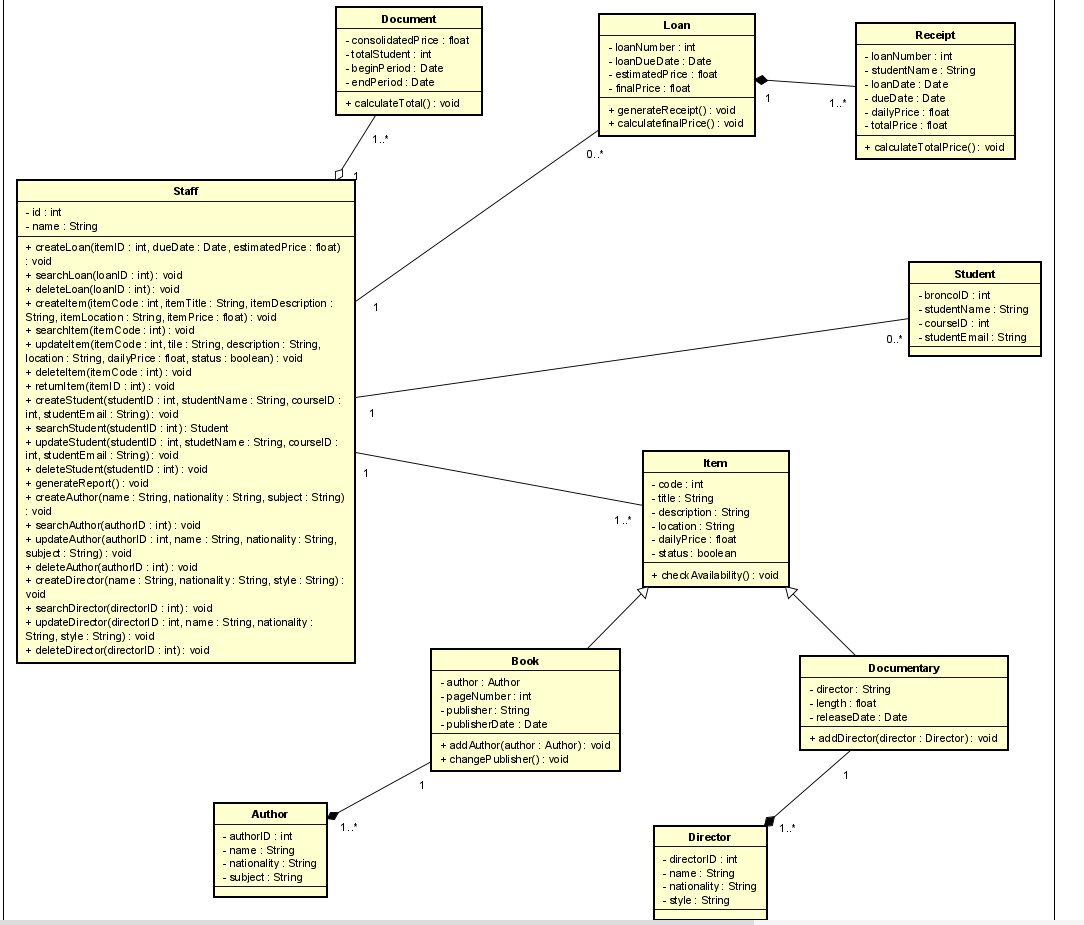 Document
- consolidatedPrice : float
- totalStudent : int
- beginPeriod : Date
- endPeriod : Date
+ calculateTotal() : void
1..*
1
Loan
- loanNumber : int
- loanDueDate : Date
- estimatedPrice : float
- finalPrice : float
+ generateReceipt() : void
+ calculatefinalPrice() : void
1
1..*
0..*
Receipt
- loanNumber : int
- studentName : String
- loanDate : Date
- dueDate : Date
- dailyPrice : float
- totalPrice : float
+ calculateTotalPrice() : void
Staff
- id : int
- name : String
+ createLoan(itemID : int, dueDate : Date, estimatedPrice : float)
: void
+ searchLoan(loanID : int) : void
+ deleteLoan(loanID : int) : void
+ createItem(itemCode : int, itemTitle : String, itemDescription :
String, itemLocation : String, itemPrice : float) : void
+ searchItem(itemCode : int) : void
+ updateItem(itemCode : int, tile : String, description : String,
location : String, dailyPrice : float, status : boolean) : void
+ deleteItem(itemCode : int) : void
+ returnItem(itemID : int) : void
+ createStudent(studentID : int, studentName : String, courseID :
int, studentEmail : String) : void
+ searchStudent(studentID : int) : Student
+ updateStudent(studentID : int, studetName : String, courseID :
int, studentEmail : String) : void
+ deleteStudent(studentID : int) : void
+ generateReport() : void
+ createAuthor(name : String, nationality : String, subject : String)
: void
+ searchAuthor(authorID : int) : void
+ updateAuthor(authorID : int, name : String, nationality : String,
subject : String) : void
+ deleteAuthor(authorID : int) : void
+ createDirector(name : String, nationality : String, style : String) :
void
+ searchDirector(directorID : int) : void
+ updateDirector(directorID : int, name : String, nationality :
String, style : String) : void
+ deleteDirector(directorID : int) : void
1
1
1
Student
- broncoID : int
- studentName : String
- courseID : int
- studentEmail : String
0..*
Item
- code : int
- title : String
- description : String
- location : String
- dailyPrice : float
- status : boolean
+ checkAvailability() : void
1..*
Book
- author : Author
- pageNumber : int
- publisher : String
- publisherDate : Date
+ addAuthor(author : Author) : void
+ changePublisher() : void
1
Documentary
- director : String
- length : float
- releaseDate : Date
+ addDirector(director : Director) : void
1
Author
- authorID : int
- name : String
- nationality : String
- subject : String
1..*
Director
- directorID : int
- name : String
- nationality : String
- style : String
1..*